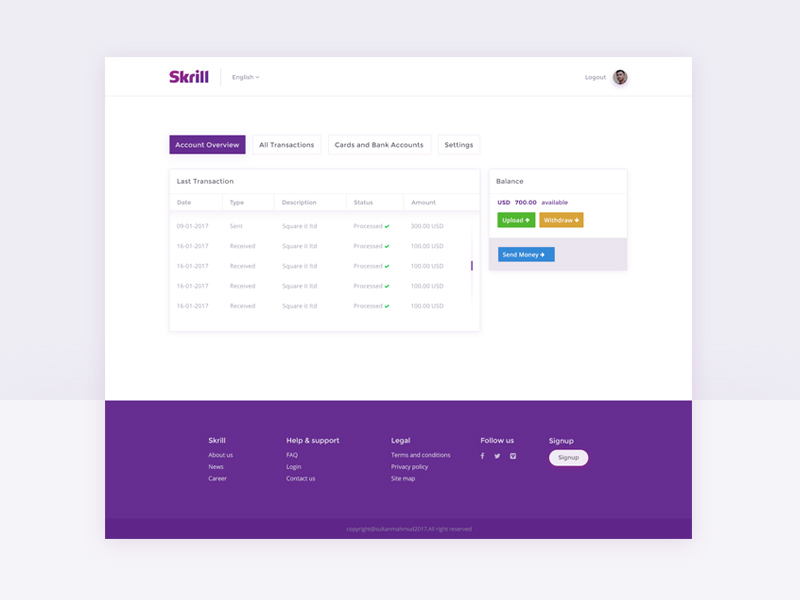 Skrill
English
Logout
Account Overview
All Transactions
Cards and Bank Accounts
Settings
Last Transaction
Date Type Description Status Amount
09-01-2017 Sent Square it ltd Processed 300.00 USD
16-01-2017 Received Square it ltd Processed 100.00 USD
16-01-2017 Received Square it ltd Processed 100.00 USD
16-01-2017 Received Square it ltd Processed 100.00 USD
16-01-2017 Received Square it ltd Processed 100.00 USD
Balance
USD 700.00 available
Upload
Withdraw
Send Money
Skrill
About us
News
Career
Help & support
FAQ
Login
Contact us
Legal
Terms and conditions
Privacy policy
Site map
Follow us
Signup
Signup
copyright@sultanmahmud2017.All right reserved